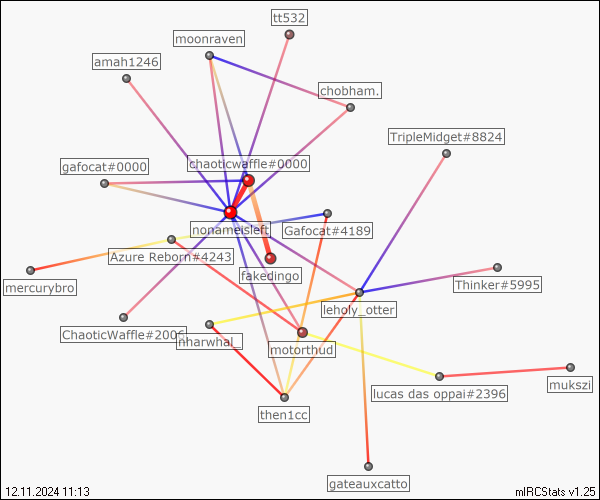 tt532
moonraven
amah1246
chobham.
TripleMidget#8824
chaoticwaffle#0000
gafocat#0000
nonameisleft
Gafocat#4189
Azure Reborn#4243
fakedingo
Thinker#5995
mercurybro
leholy_otter
ChaoticWaffle#2006
nharwhal_
motorthud
lucas das oppai#2396
mukszi
then1cc
gateauxcatto
12.11.2024 11:13
mIRCStats v1.25